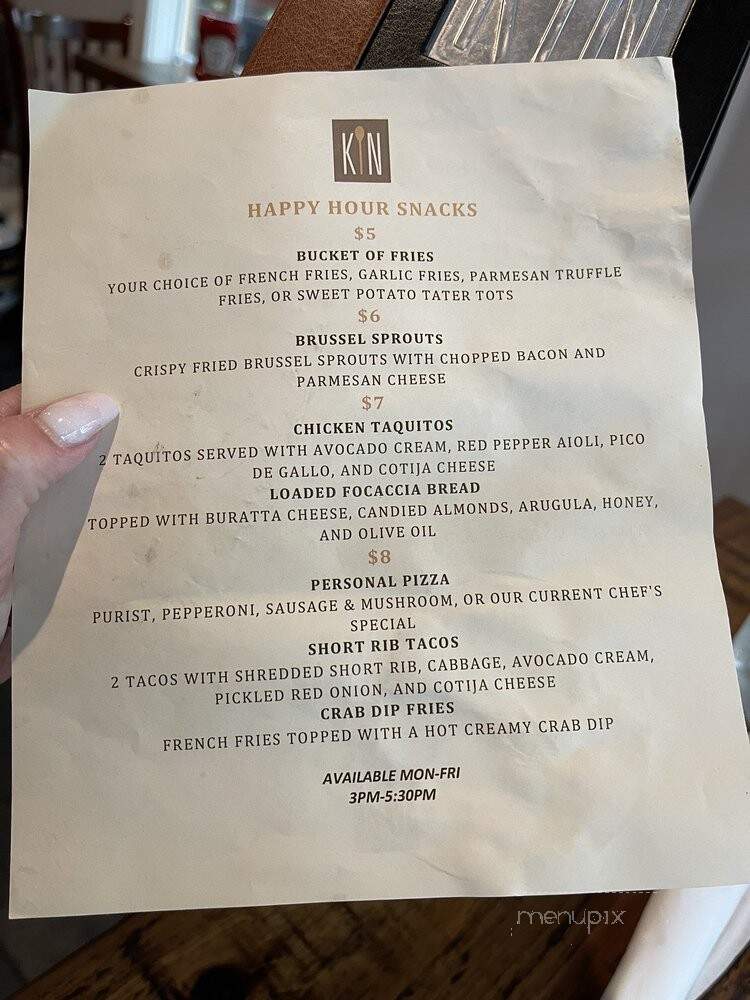 KIN
HAPPY HOUR SNACKS
$5
BUCKET OF FRIES
YOUR CHOICE OF FRENCH FRIES, GARLIC FRIES, PARMESAN TRUFFLE
FRIES, OR SWEET POTATO TATER TOTS
$6
BRUSSEL SPROUTS
CRISPY FRIED BRUSSEL SPROUTS WITH CHOPPED BACON AND
PARMESAN CHEESE
$7
CHICKEN TAQUITOS
2 TAQUITOS SERVED WITH AVOCADO CREAM, RED PEPPER AIOLI, PICO
DE GALLO, AND COTIJA CHEESE
LOADED FOCACCIA BREAD
TOPPED WITH BURATTA CHEESE, CANDIED ALMONDS, ARUGULA, HONEY,
AND OLIVE OIL
$8
PERSONAL PIZZA
PURIST, PEPPERONI, SAUSAGE & MUSHROOM, OR OUR CURRENT CHEF'S
SPECIAL
SHORT RIB TACOS
2 TACOS WITH SHREDDED SHORT RIB, CABBAGE, AVOCADO CREAM,
PICKLED RED ONION, AND COTIJA CHEESE
CRAB DIP FRIES
FRENCH FRIES TOPPED WITH A HOT CREAMY CRAB DIP
AVAILABLE MON-FRI
3PM-5:30PM
menupix